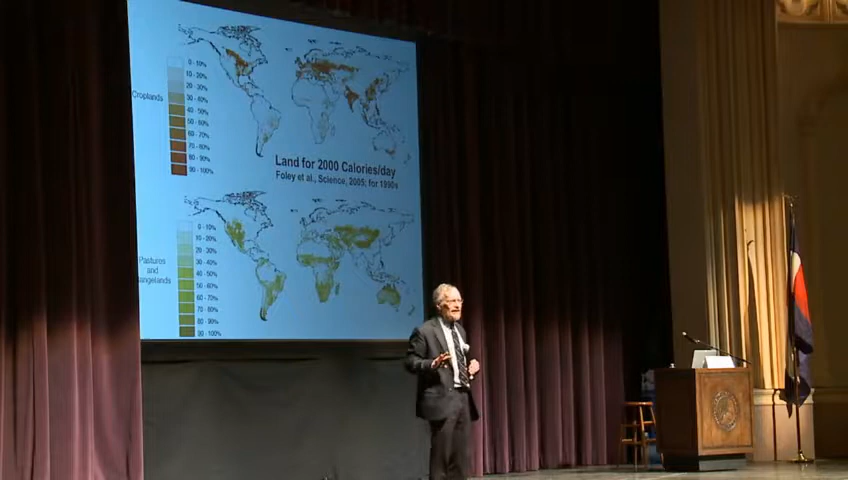 0 - 10%
10 - 20%
20 - 30%
30 - 40%
40 - 50%
50 - 60%
60 - 70%
70 - 80%
80 - 90%
90 - 100%
Croplands
Land for 2000 Calories/day
Foley et al., Science, 2005; for 1990s
0 - 10%
10 - 20%
20 - 30%
30 - 40%
40 - 50%
50 - 60%
60 - 70%
70 - 80%
80 - 90%
90 - 100%
Pastures
and
angelands